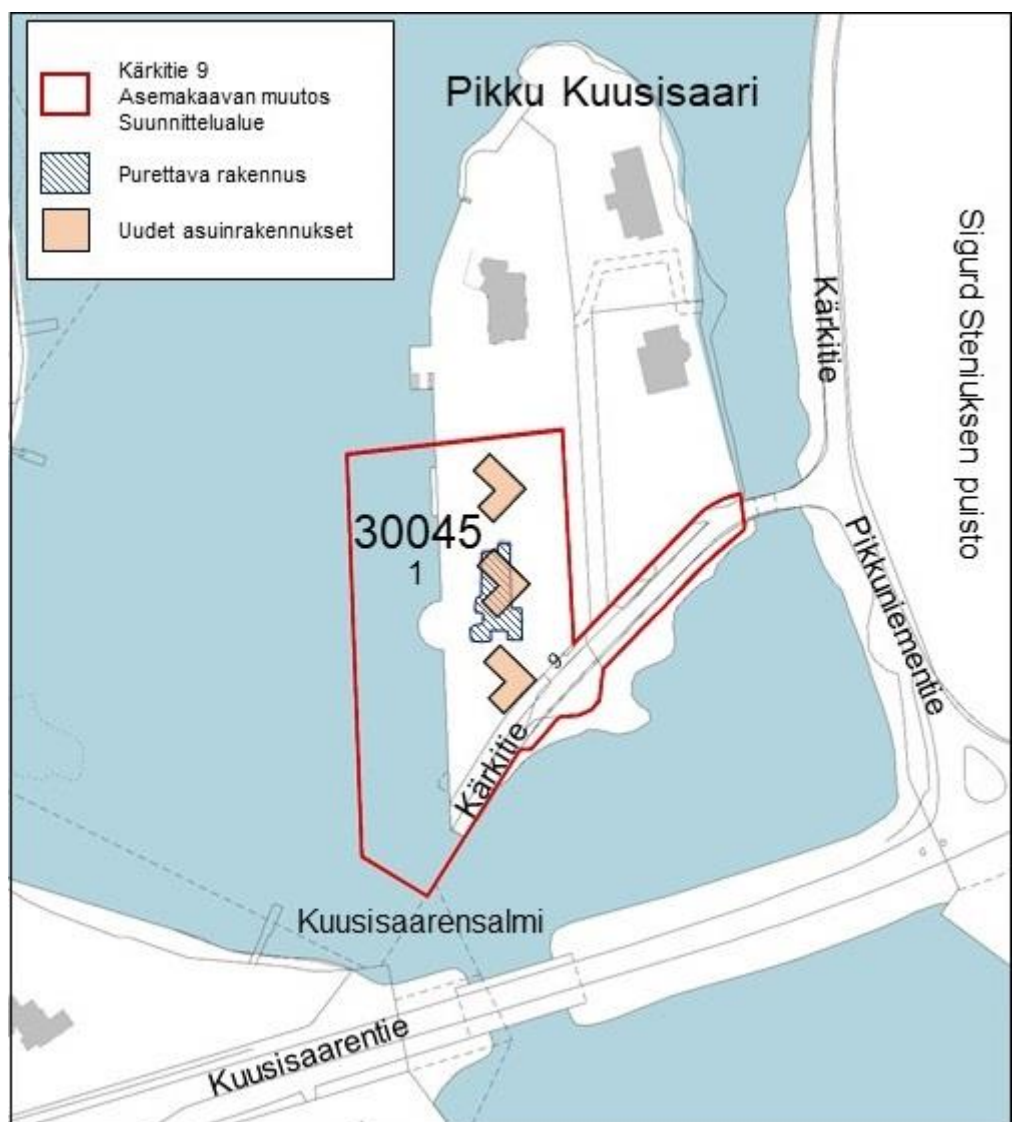 Kärkitie 9
Asemakaavan muutos
Suunnittelualue
Purettava rakennus
Uudet asuinrakennukset
Pikku Kuusisaari
Sigurd Steniuksen puisto
Kärkitie
30045
1
Pikkuniementie
9
Kärkitie
Kuusisaarensalmi
Kuusisaarentie